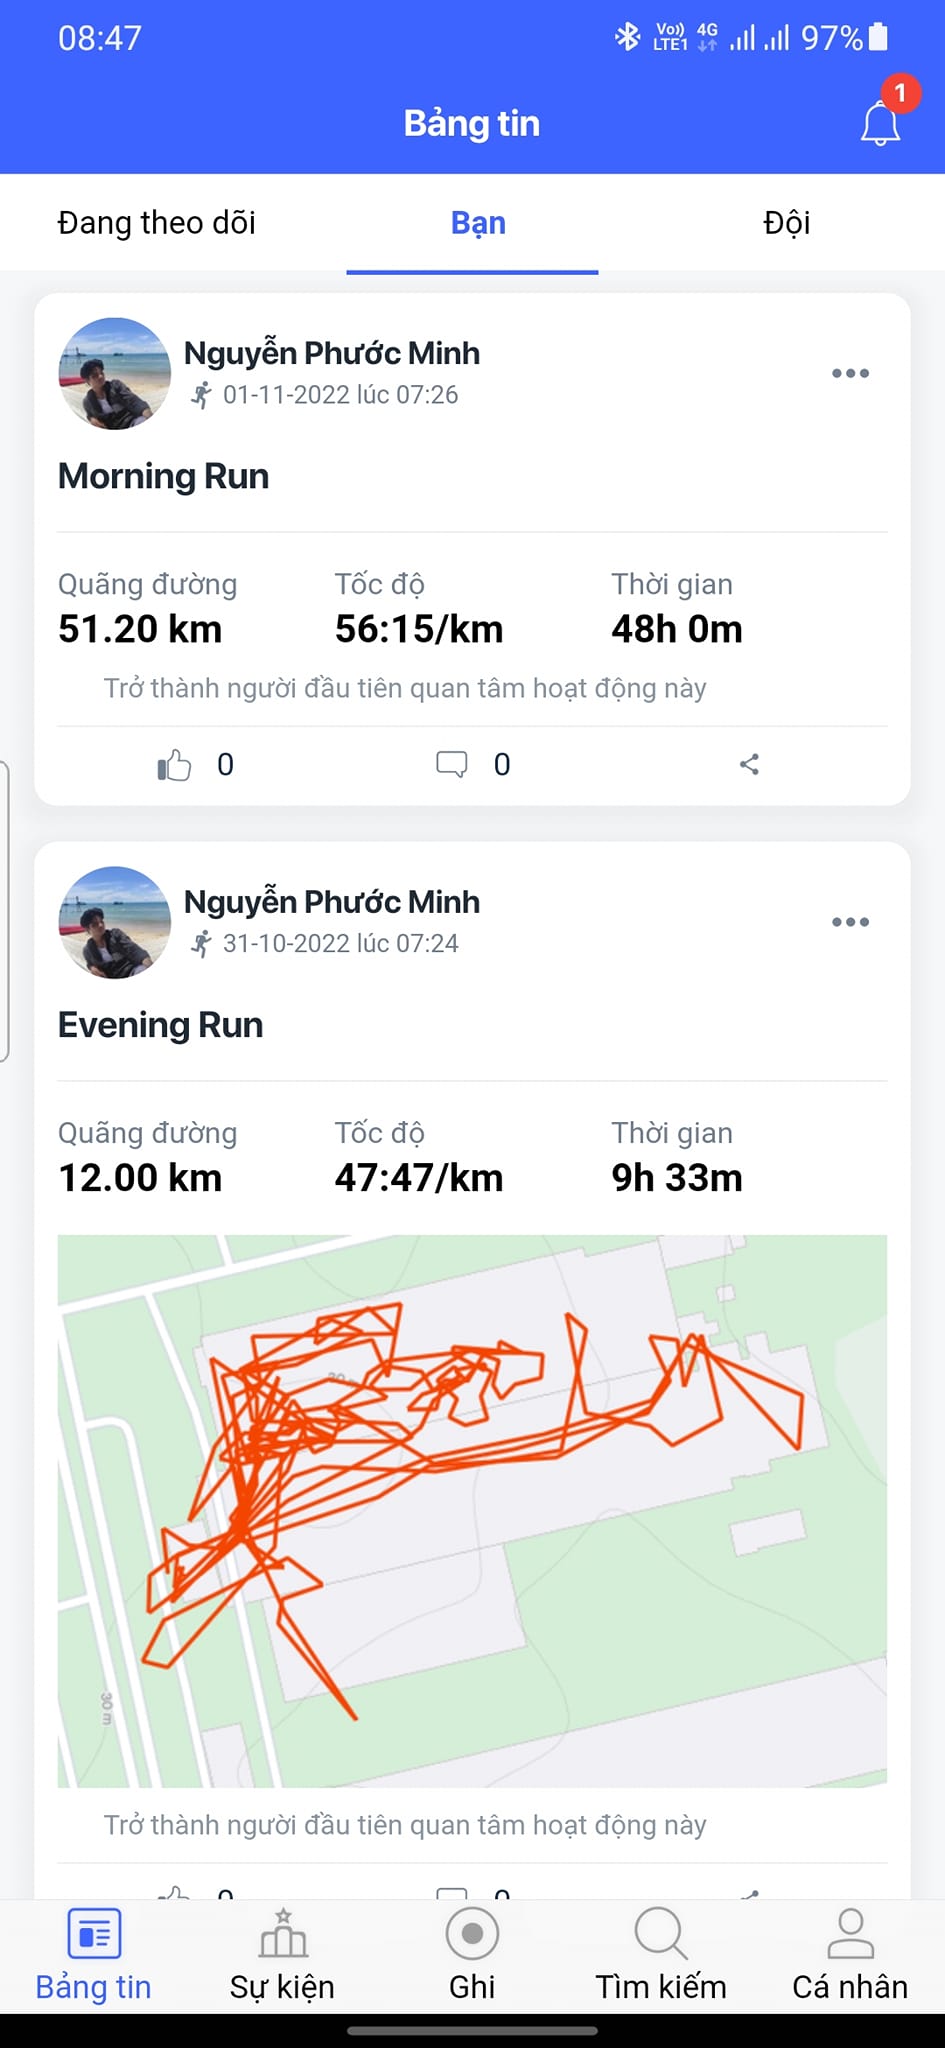 08:47
Vo)) LTE1 4G 97%
Bảng tin
1
Đang theo dõi Bạn Đội
Nguyễn Phước Minh
01-11-2022 lúc 07:26
Morning Run
Quãng đường Tốc độ Thời gian
51.20 km 56:15/km 48h 0m
Trở thành người đầu tiên quan tâm hoạt động này
0 0
Nguyễn Phước Minh
31-10-2022 lúc 07:24
Evening Run
Quãng đường Tốc độ Thời gian
12.00 km 47:47/km 9h 33m
30 m
Trở thành người đầu tiên quan tâm hoạt động này
0 0
Bảng tin Sự kiện Ghi Tìm kiếm Cá nhân